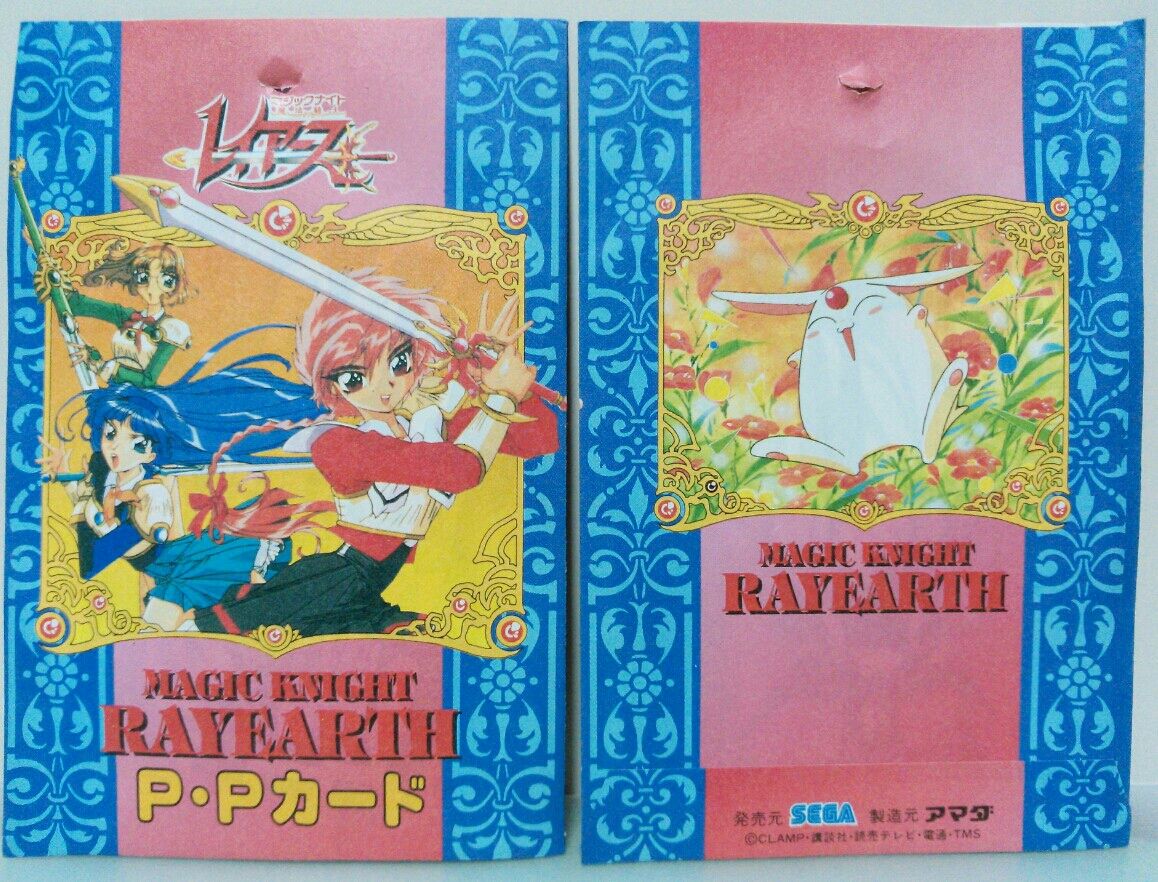 マジックナイト
レイアース
MAGIC KNIGHT
RAYEARTH
P・Pカード
MAGIC KNIGHT
RAYEARTH
発売元 SEGA 製造元 アマダ
©CLAMP・講談社・読売テレビ・電通・TMS